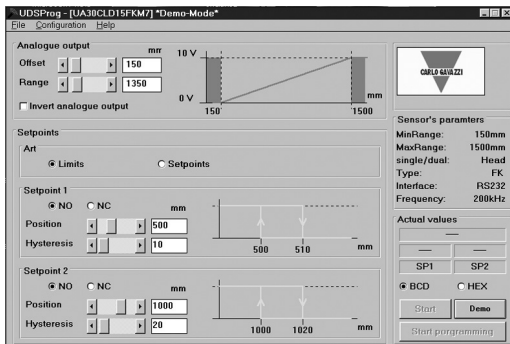 UDSProg - [UA30CLD15FKM7] *Demo-Mode*
File Configuration Help
Analogue output
mm
Offset 150
Range 1350
Invert analogue output
10 V
0 V
150
1500
mm
CARLO GAVAZZI
Setpoints
Art
Limits Setpoints
Setpoint 1
NO NC mm
Position 500
Hysteresis 10
500 510 mm
Setpoint 2
NO NC mm
Position 1000
Hysteresis 20
1000 1020 mm
Sensor's paramters
MinRange: 150mm
MaxRange: 1500mm
single/dual: Head
Type: FK
Interface: RS232
Frequency: 200kHz
Actual values
—
— —
SP1 SP2
BCD HEX
Start Demo
Start porgramming